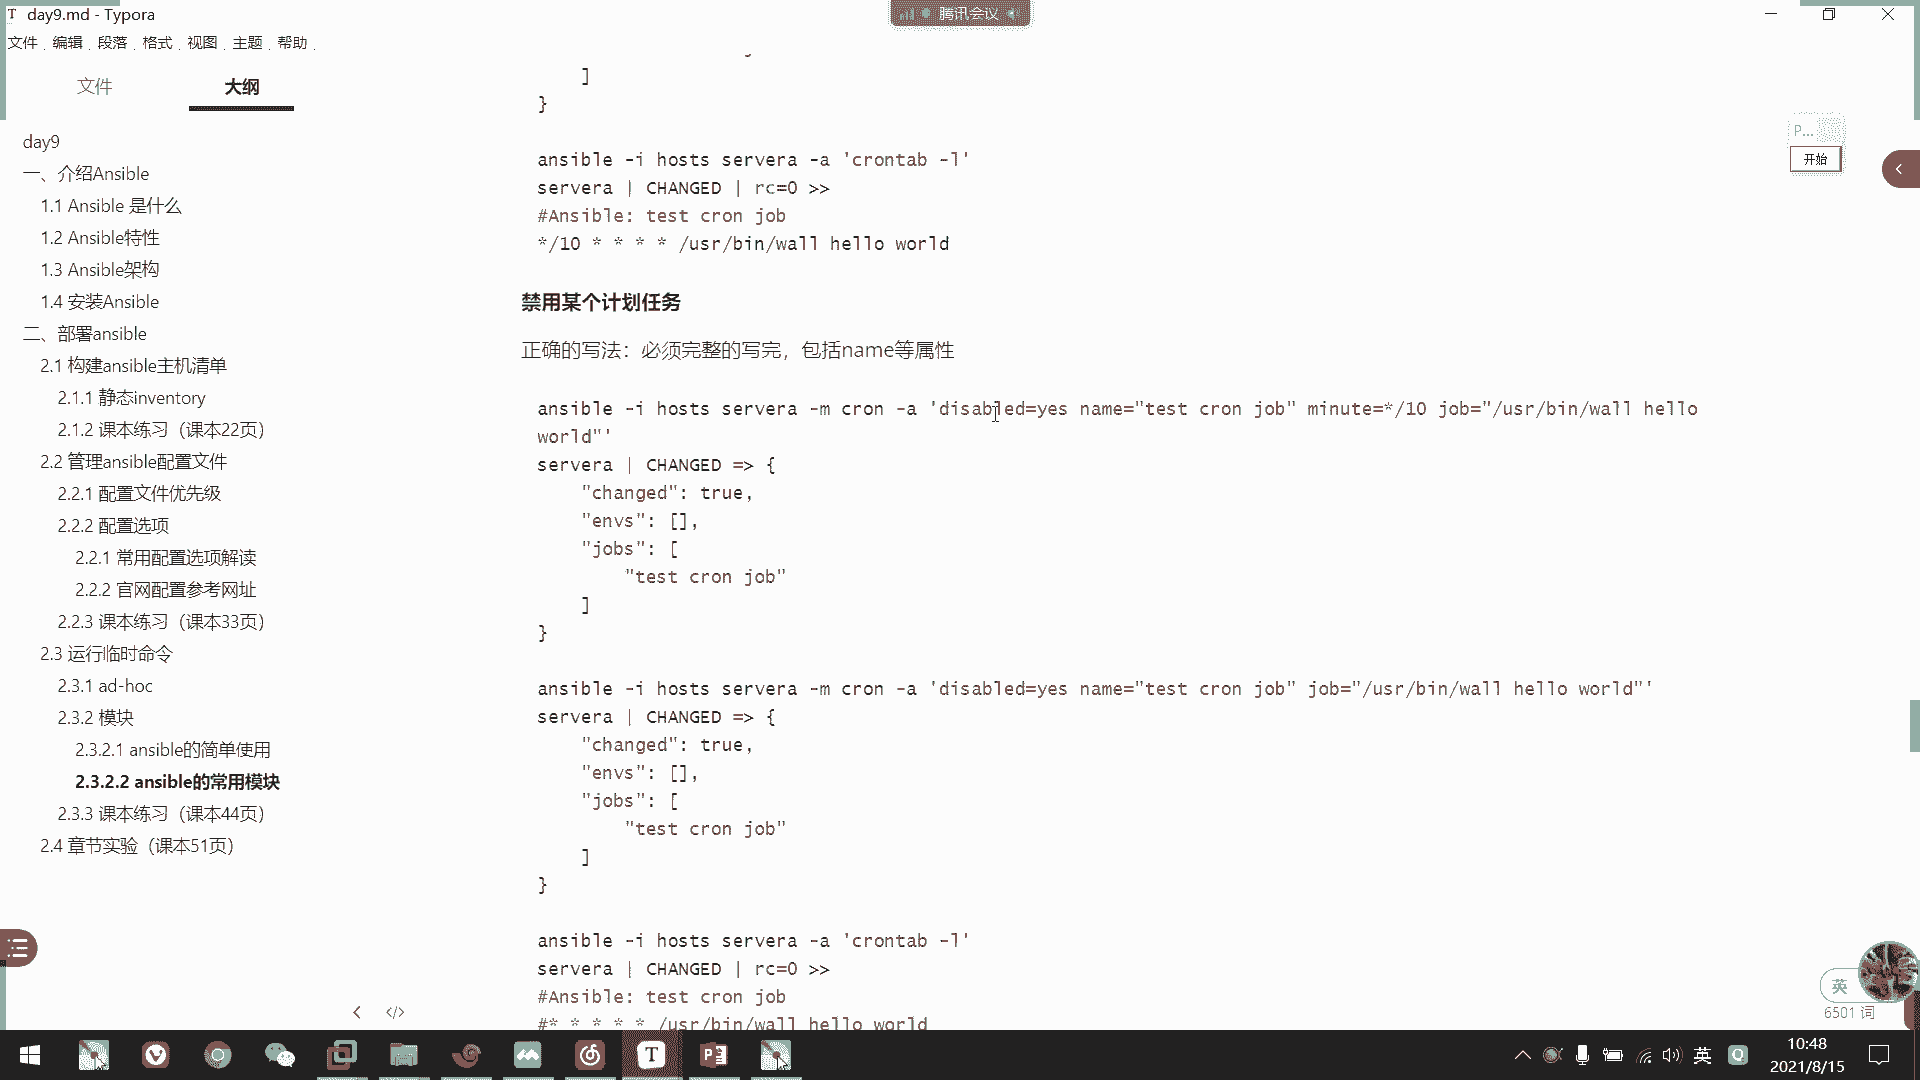 day9.md - Typora
腾讯会议
文件 编辑 段落 格式 视图 主题 帮助
文件
大纲
day9
一、介绍Ansible
1.1 Ansible 是什么
1.2 Ansible特性
1.3 Ansible架构
1.4 安装Ansible
二、部署ansible
2.1 构建ansible主机清单
2.1.1 静态inventory
2.1.2 课本练习（课本22页）
2.2 管理ansible配置文件
2.2.1 配置文件优先级
2.2.2 配置选项
2.2.1 常用配置选项解读
2.2.2 官网配置参考网址
2.2.3 课本练习（课本33页）
2.3 运行临时命令
2.3.1 ad-hoc
2.3.2 模块
2.3.2.1 ansible的简单使用
2.3.2.2 ansible的常用模块
2.3.3 课本练习（课本44页）
2.4 章节实验（课本51页）
]
}
ansible -i hosts servera -a 'crontab -l'
servera | CHANGED | rc=0 >>
#Ansible: test cron job
*/10 * * * * /usr/bin/wall hello world
禁用某个计划任务
正确的写法：必须完整的写完，包括name等属性
ansible -i hosts servera -m cron -a 'disabled=yes name="test cron job" minute=*/10 job="/usr/bin/wall hello
world"'
servera | CHANGED => {
"changed": true,
"envs": [],
"jobs": [
"test cron job"
]
}
ansible -i hosts servera -m cron -a 'disabled=yes name="test cron job" job="/usr/bin/wall hello world"'
servera | CHANGED => {
"changed": true,
"envs": [],
"jobs": [
"test cron job"
]
}
ansible -i hosts servera -a 'crontab -l'
servera | CHANGED | rc=0 >>
#Ansible: test cron job
#* * * * * /usr/bin/wall hello world
P...
开始
英
6501 词
英
10:48
2021/8/15